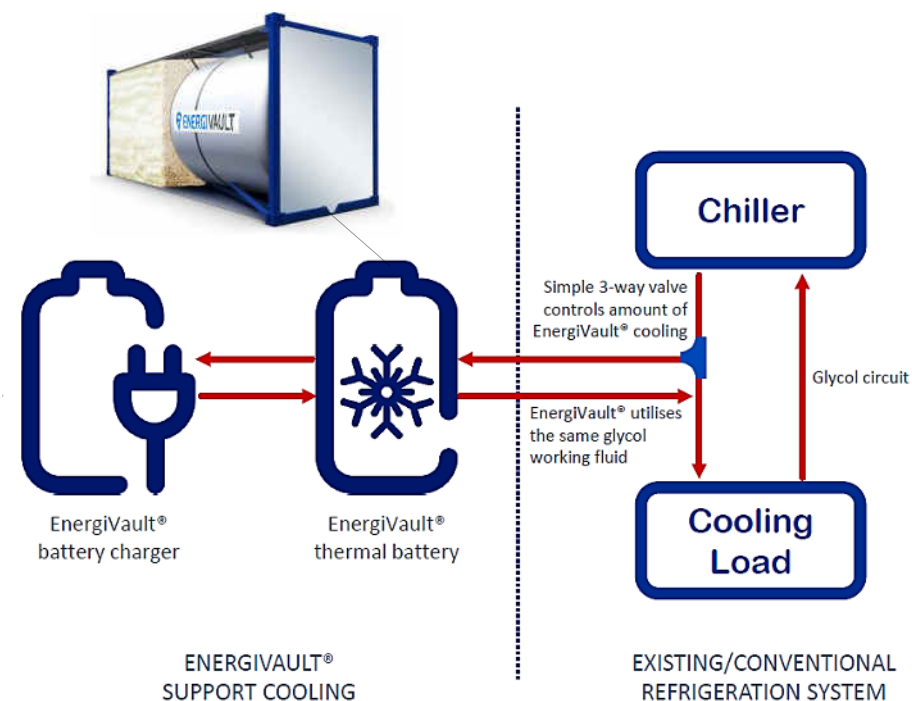 ENERGIVAULT
Chiller
Simple 3-way valve
controls amount of
EnergiVault® cooling
Glycol circuit
EnergiVault® utilises
the same glycol
working fluid
EnergiVault®
battery charger
EnergiVault®
thermal battery
Cooling
Load
ENERGIVAULT®
SUPPORT COOLING
EXISTING/CONVENTIONAL
REFRIGERATION SYSTEM